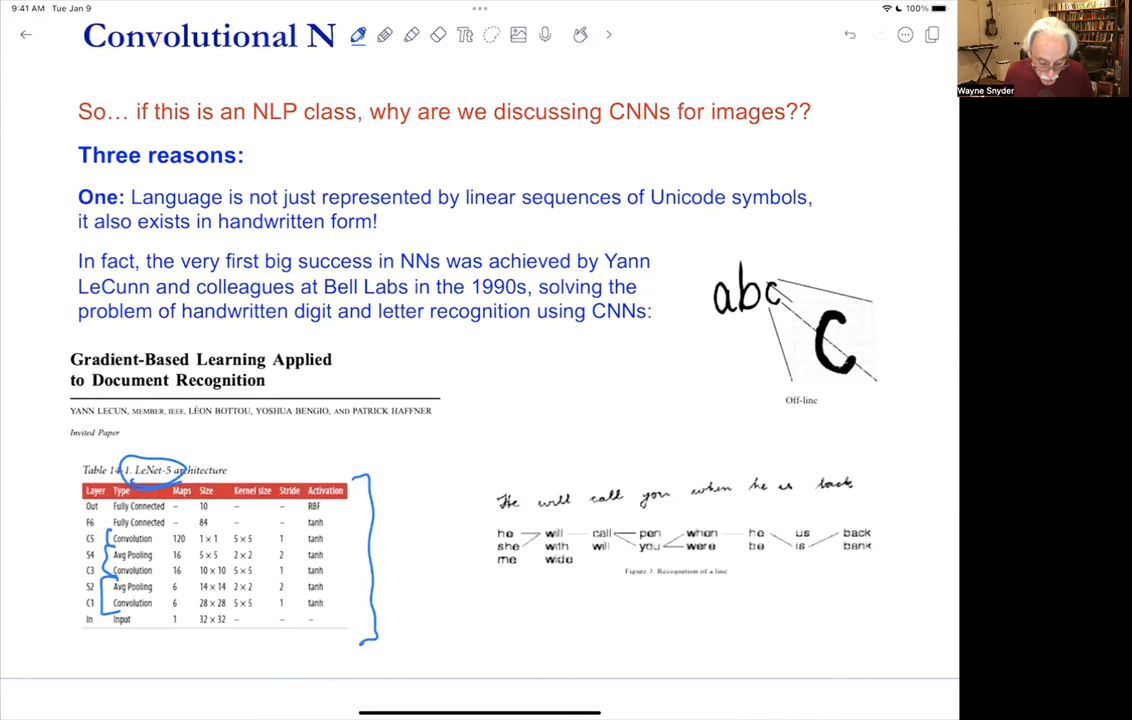 9:41 AM Tue Jan 9
100%
Convolutional N
Tt
Wayne Snyder
So… if this is an NLP class, why are we discussing CNNs for images??
Three reasons:
One: Language is not just represented by linear sequences of Unicode symbols,
it also exists in handwritten form!
In fact, the very first big success in NNs was achieved by Yann
LeCunn and colleagues at Bell Labs in the 1990s, solving the
problem of handwritten digit and letter recognition using CNNs:
abc
C
Off-line
Gradient-Based Learning Applied
to Document Recognition
YANN LECUN, MEMBER, IEEE, LÉON BOTTOU, YOSHUA BENGIO, AND PATRICK HAFFNER
Invited Paper
Table 14-1. LeNet-5 architecture
Layer Type Maps Size Kernel size Stride Activation
Out Fully Connected – 10 – – RBF
F6 Fully Connected – 84 – – tanh
C5 Convolution 120 1 × 1 5 × 5 1 tanh
S4 Avg Pooling 16 5 × 5 2 × 2 2 tanh
C3 Convolution 16 10 × 10 5 × 5 1 tanh
S2 Avg Pooling 6 14 × 14 2 × 2 2 tanh
C1 Convolution 6 28 × 28 5 × 5 1 tanh
In Input 1 32 × 32 – – –
He will call you when he is back
he will call pen when he us back
she with will you were be is bank
me wide
Figure 3. Recognition of a line